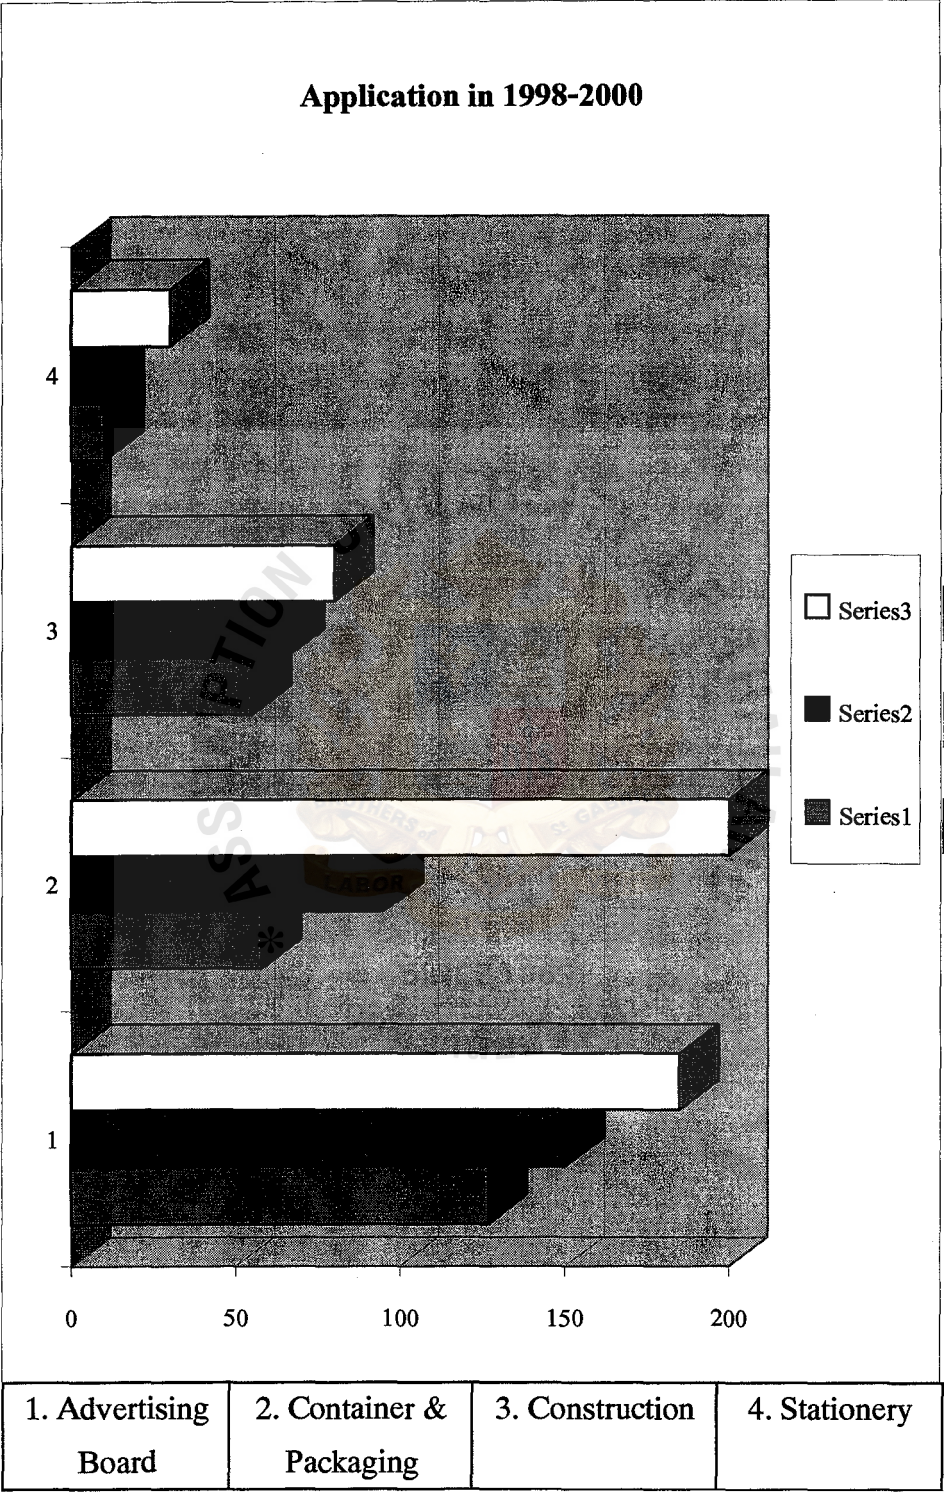 Application in 1998-2000
4
3
2
1
Series3
Series2
Series1
0 50 100 150 200
LABOR
1. Advertising Board
2. Container & Packaging
3. Construction
4. Stationery